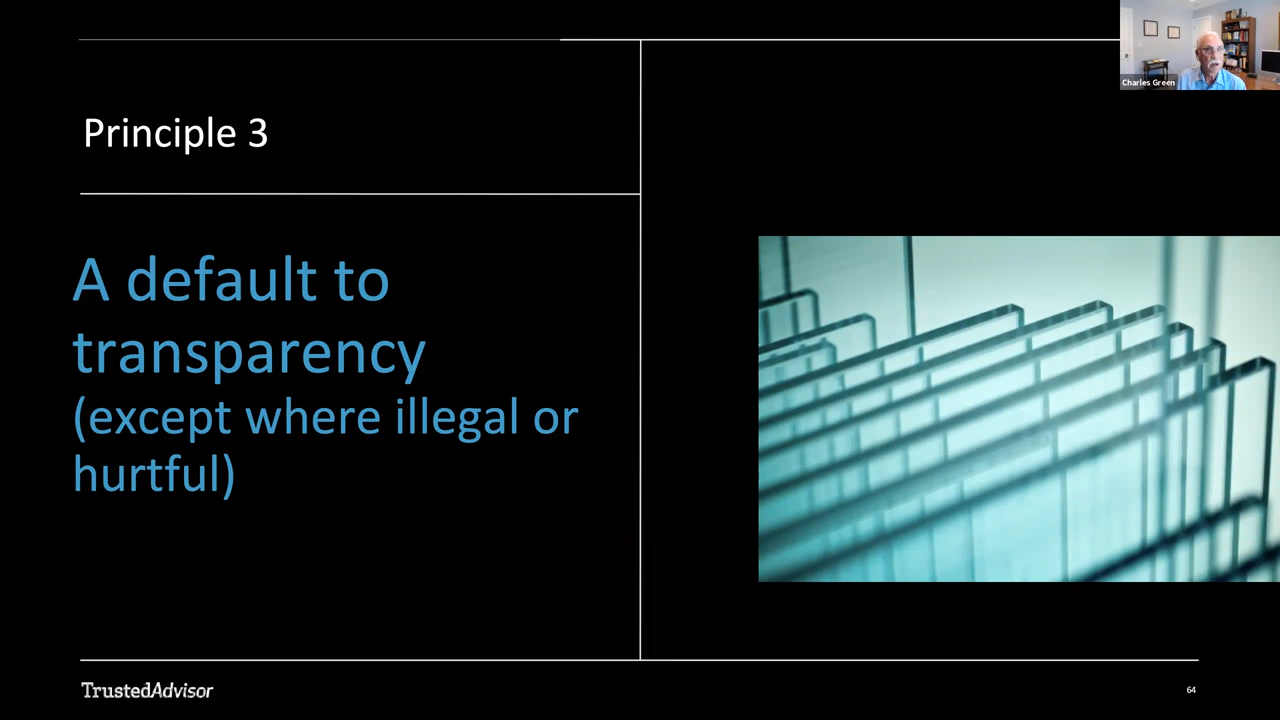 Charles Green
Principle 3
A default to
transparency
(except where illegal or
hurtful)
TrustedAdvisor
64